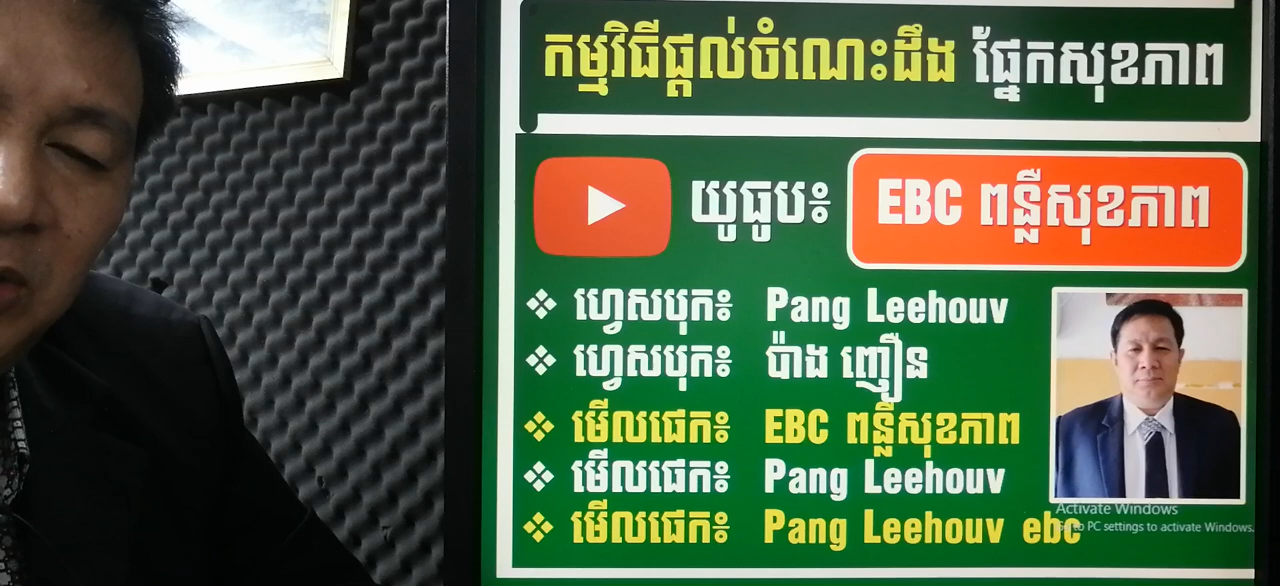 កម្មវិធីផ្តល់ចំណេះដឹង ផ្នែកសុខភាព
យូធូប៖ EBC ពន្លឺសុខភាព
❖ ហ្វេសបុក៖ Pang Leehouv
❖ ហ្វេសបុក៖ ប៉ាង ញឿន
❖ មើលផេក៖ EBC ពន្លឺសុខភាព
❖ មើលផេក៖ Pang Leehouv
❖ មើលផេក៖ Pang Leehouv ebc
Activate Windows
Go to PC settings to activate Windows.